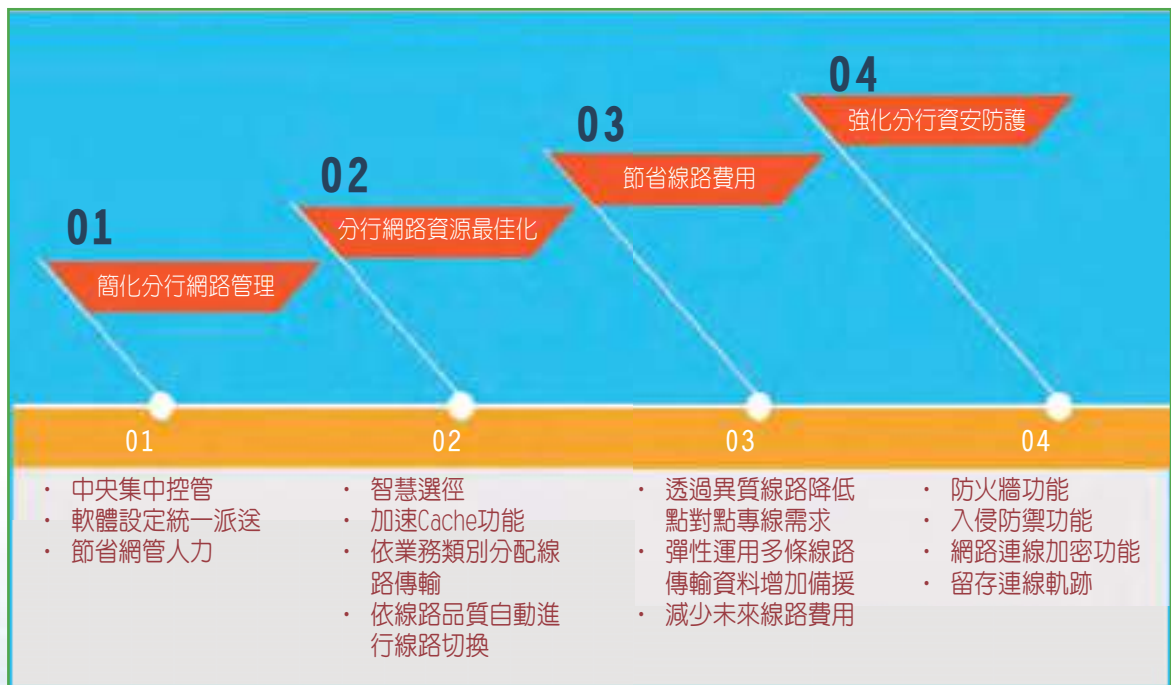 01
簡化分行網路管理
02
分行網路資源最佳化
03
節省線路費用
04
強化分行資安防護
01
02
03
04
· 中央集中控管
· 軟體設定統一派送
· 節省網管人力
· 智慧選徑
· 加速Cache功能
· 依業務類別分配線
路傳輸
· 依線路品質自動進
行線路切換
· 透過異質線路降低
點對點專線需求
· 彈性運用多條線路
傳輸資料增加備援
· 減少未來線路費用
· 防火牆功能
· 入侵防禦功能
· 網路連線加密功能
· 留存連線軌跡